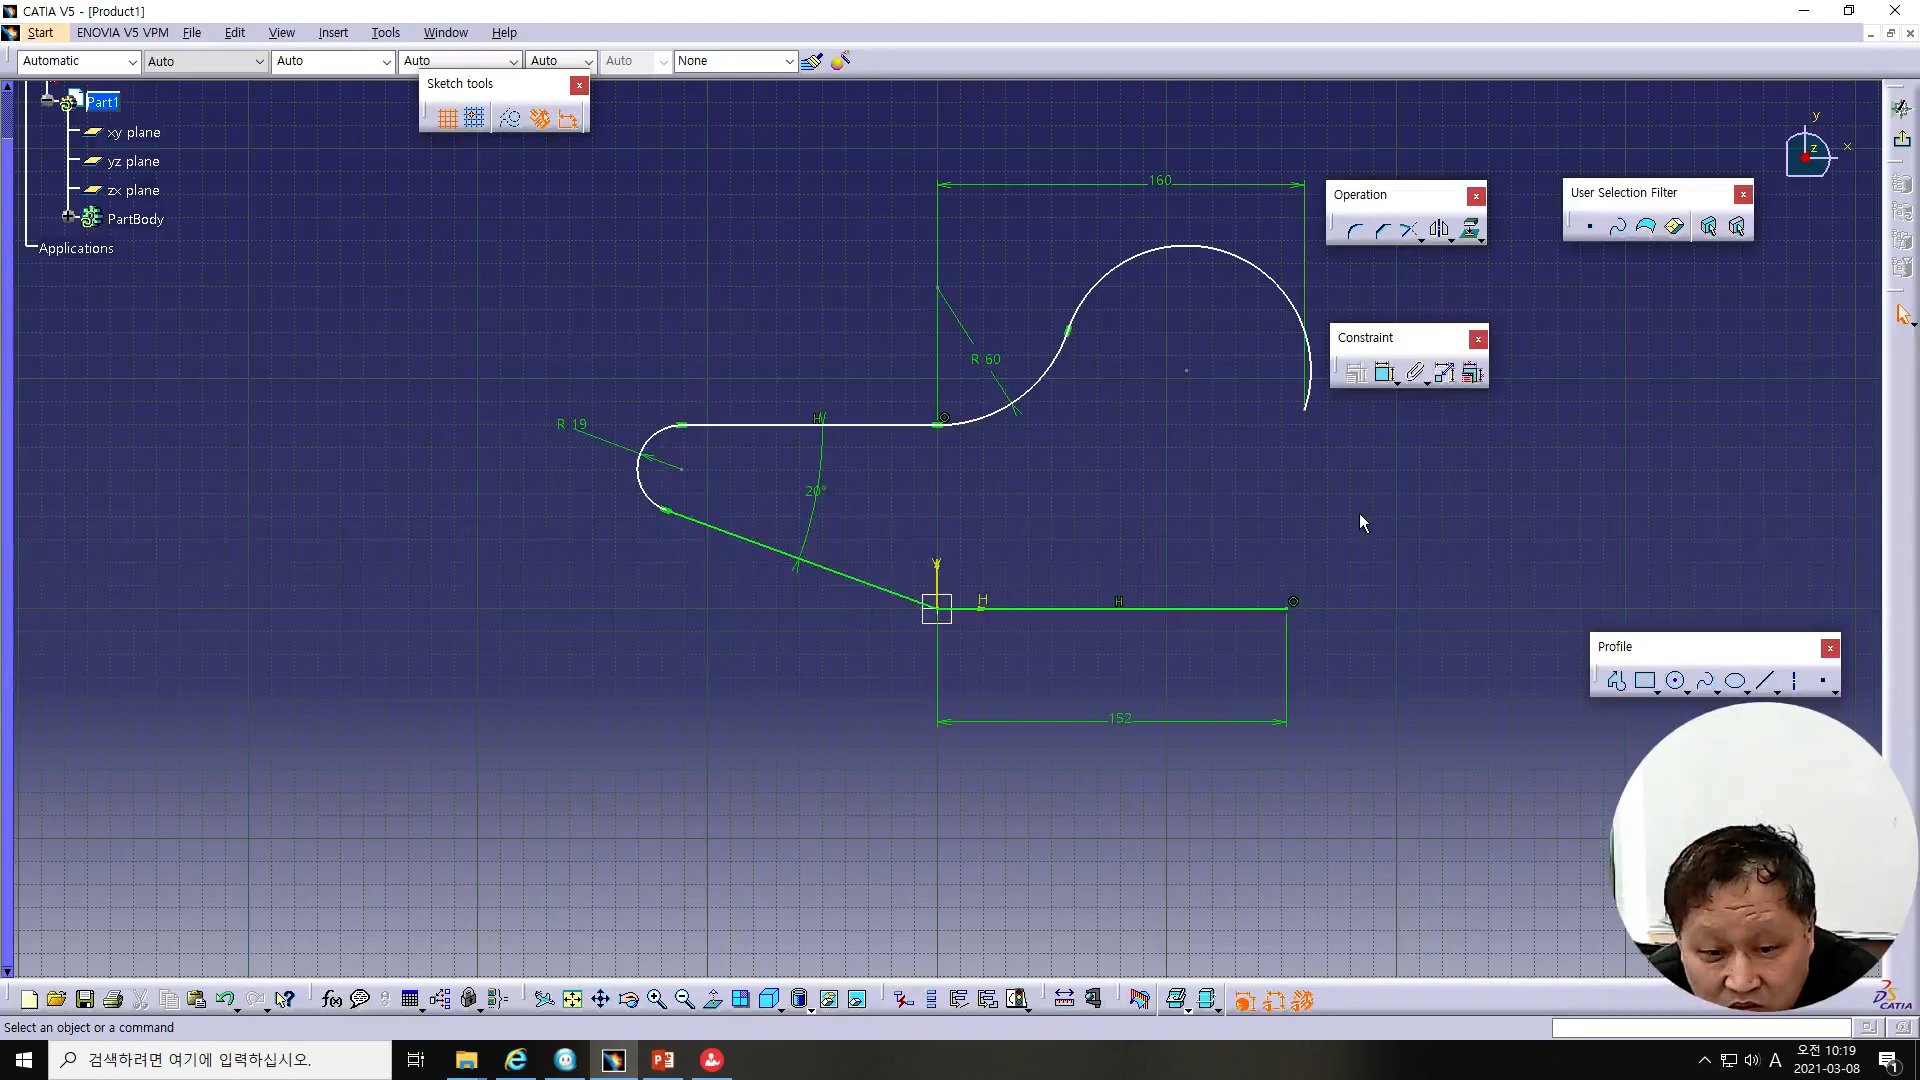 CATIA V5 - [Product1]
Start ENOVIA V5 VPM File Edit View Insert Tools Window Help
Automatic Auto Auto Auto Auto Auto None
Sketch tools
Part1
xy plane
yz plane
zx plane
PartBody
Applications
y
x
z
160
Operation
User Selection Filter
R 60
Constraint
R 19
H
20°
Y
H
H
152
Profile
f(x)
CATIA
Select an object or a command
검색하려면 여기에 입력하십시오.
A
오전 10:19
2021-03-08
1